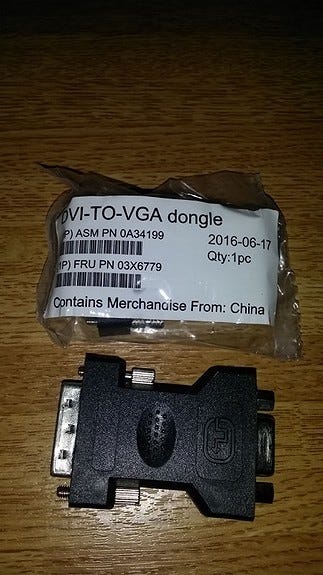 DVI-TO-VGA dongle
P) ASM PN 0A34199
2016-06-17
Qty:1pc
1P) FRU PN 03X6779
Contains Merchandise From: China